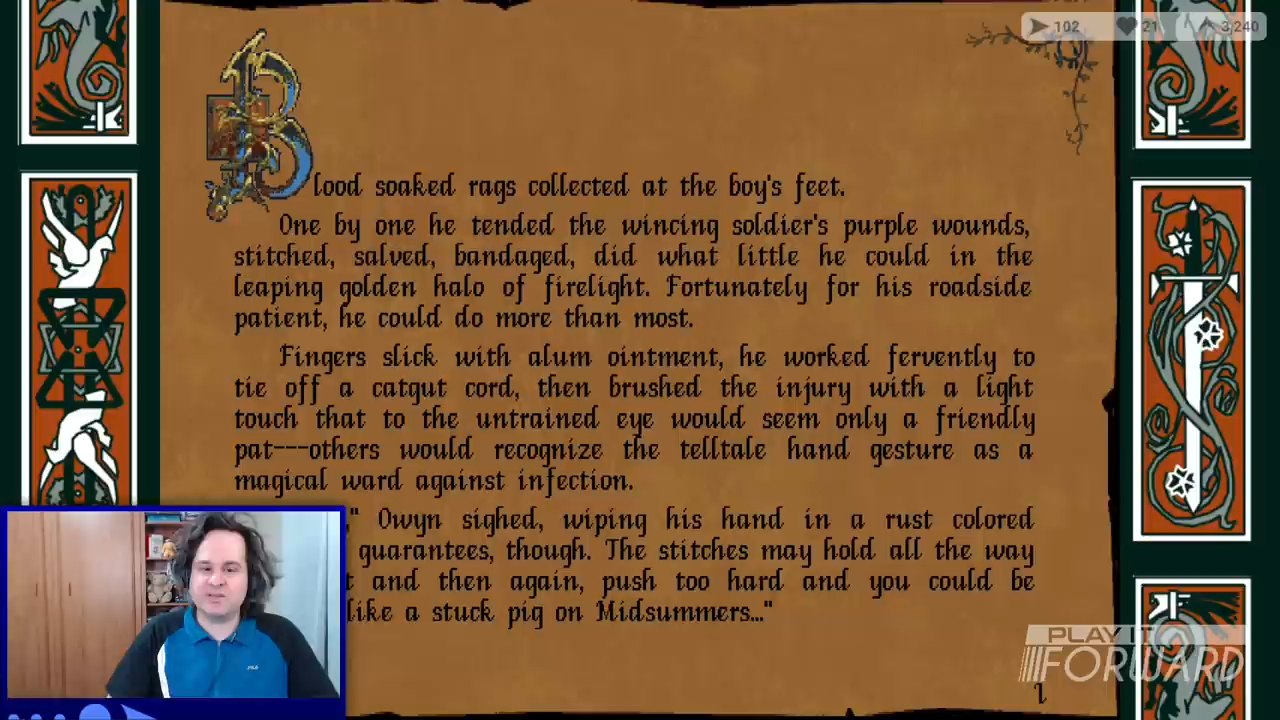 102 21 3,240
Blood soaked rags collected at the boy's feet.
One by one he tended the wincing soldier's purple wounds,
stitched, salved, bandaged, did what little he could in the
leaping golden halo of firelight. Fortunately for his roadside
patient, he could do more than most.
Fingers slick with alum ointment, he worked fervently to
tie off a catgut cord, then brushed the injury with a light
touch that to the untrained eye would seem only a friendly
pat---others would recognize the telltale hand gesture as a
magical ward against infection.
," Owyn sighed, wiping his hand in a rust colored
guarantees, though. The stitches may hold all the way
t and then again, push too hard and you could be
like a stuck pig on Midsummers..."
PLAY IT
FORWARD
1